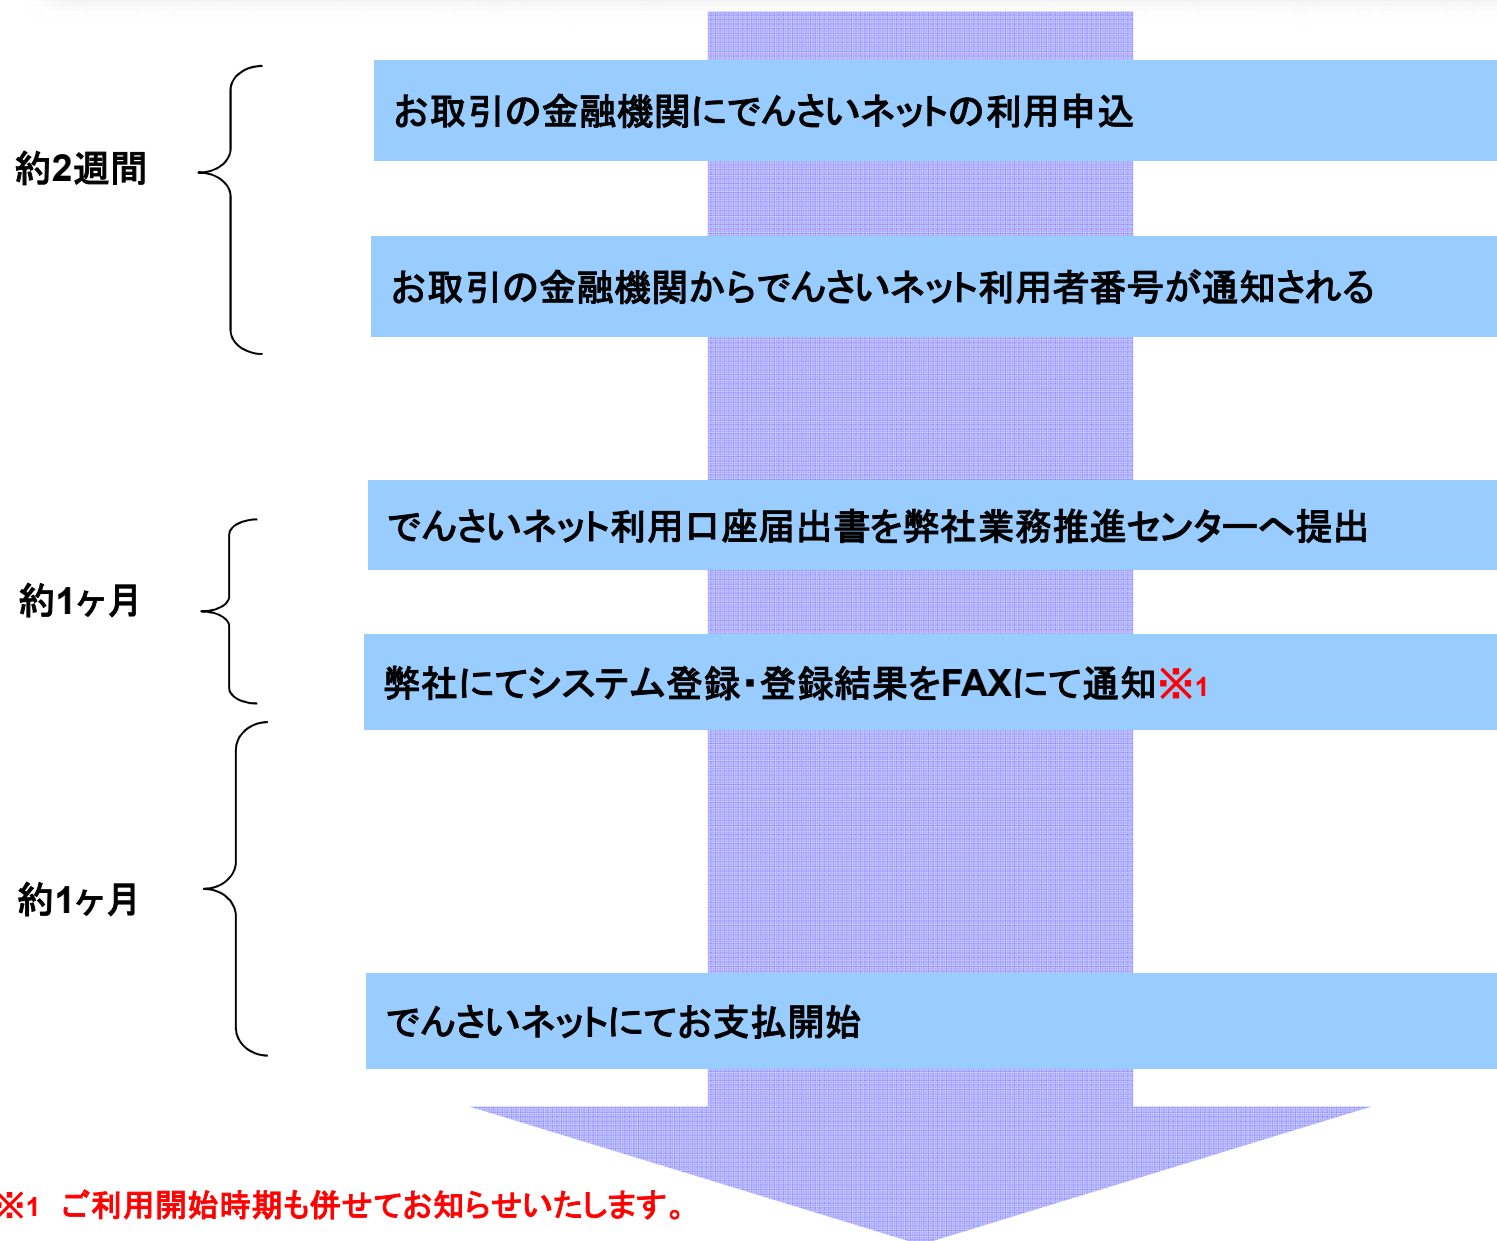 お取引の金融機関にでんさいネットの利用申込
約2週間
お取引の金融機関からでんさいネット利用者番号が通知される
でんさいネット利用口座届出書を弊社業務推進センターへ提出
約1ヶ月
弊社にてシステム登録・登録結果をFAXにて通知※1
約1ヶ月
でんさいネットにてお支払開始
※1 ご利用開始時期も併せてお知らせいたします。